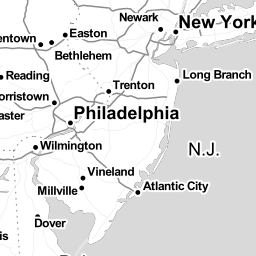 Newark
New York
entown
Easton
Bethlehem
Reading
Long Branch
Trenton
orristown
aster
Philadelphia
Wilmington
N.J.
Vineland
Millville
Atlantic City
Dover
is